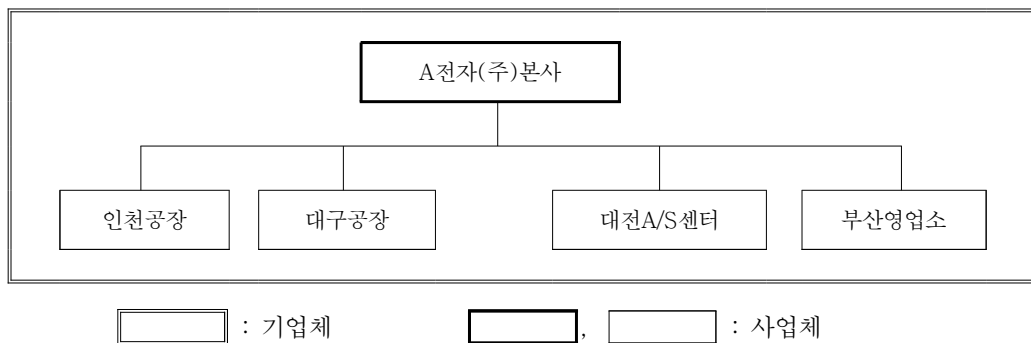 A전자(주)본사
인천공장 대구공장 대전A/S센터 부산영업소
: 기업체 , : 사업체